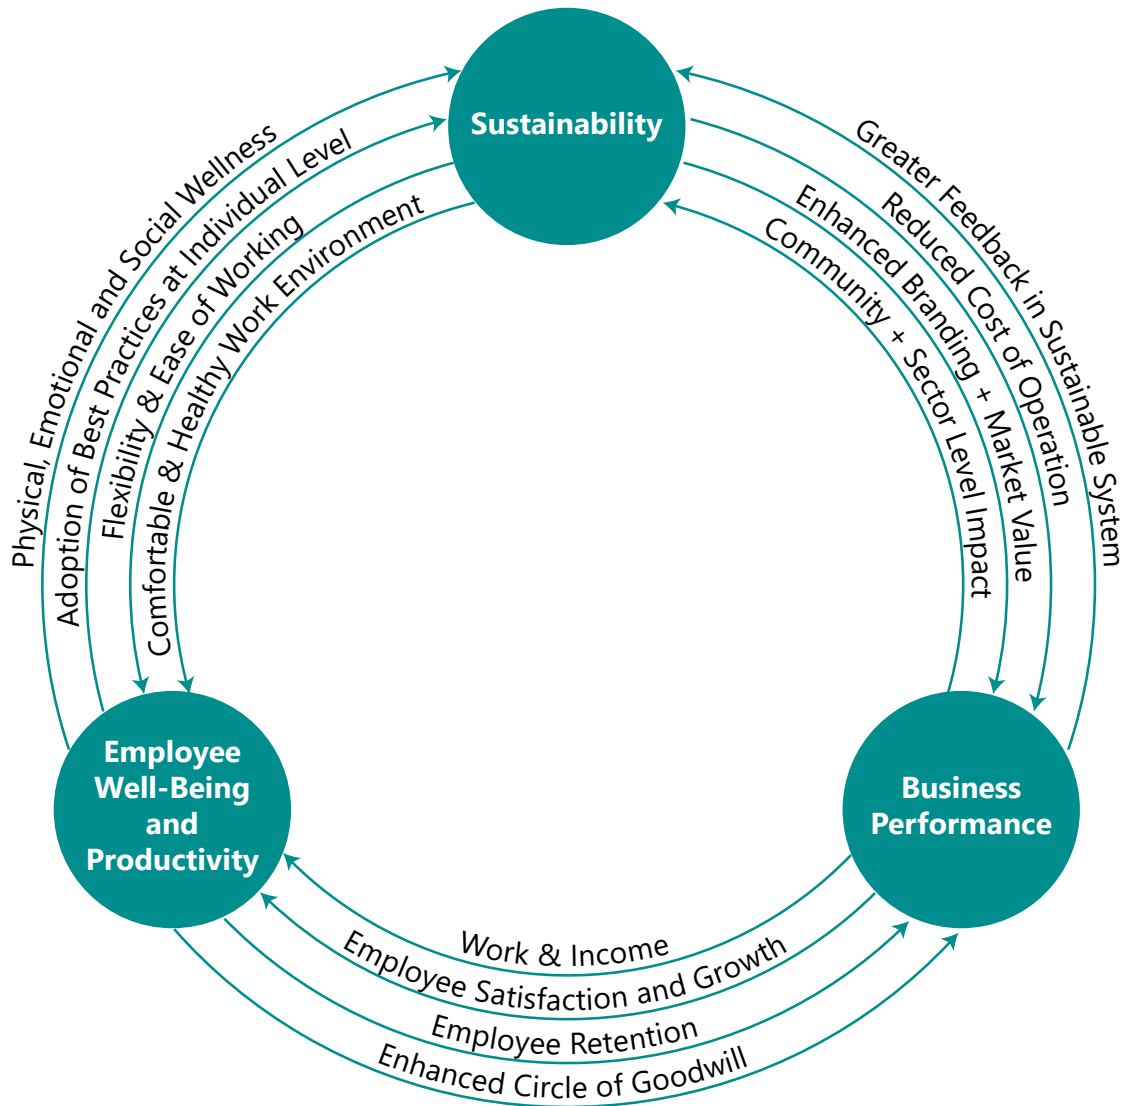 Sustainability
Physical, Emotional and Social Wellness
Adoption of Best Practices at Individual Level
Flexibility & Ease of Working
Comfortable & Healthy Work Environment
Greater Feedback in Sustainable System
Reduced Cost of Operation
Enhanced Branding + Market Value
Community + Sector Level Impact
Employee
Well-Being
and
Productivity
Business
Performance
Work & Income
Employee Satisfaction and Growth
Employee Retention
Enhanced Circle of Goodwill